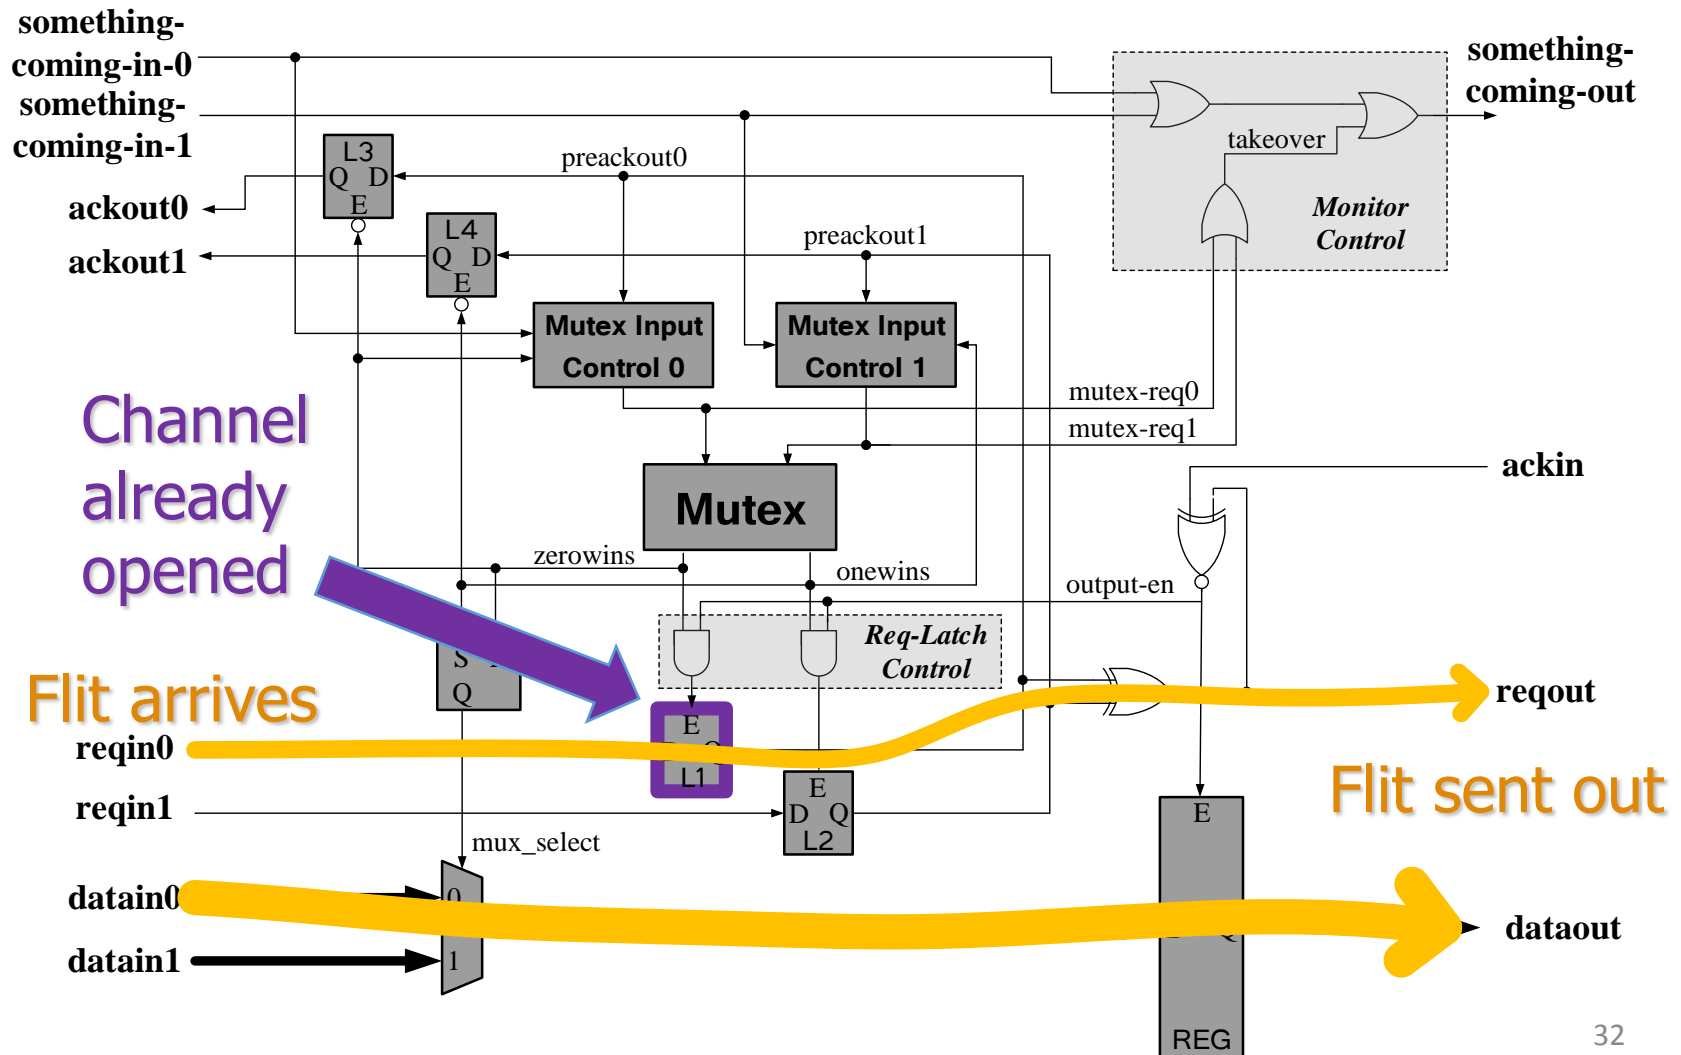 something-
coming-in-0
something-
coming-in-1
ackout0
ackout1
L3
Q D
E
L4
Q D
E
preackout0
preackout1
Mutex Input
Control 0
Mutex Input
Control 1
takeover
Monitor
Control
something-
coming-out
mutex-req0
mutex-req1
ackin
Channel
already
opened
Mutex
zerowins
onewins
output-en
Req-Latch
Control
S
Q
Flit arrives
reqin0
reqin1
E
L1
E
D Q
L2
reqout
Flit sent out
mux_select
datain0
datain1
0
1
E
REG
dataout
32